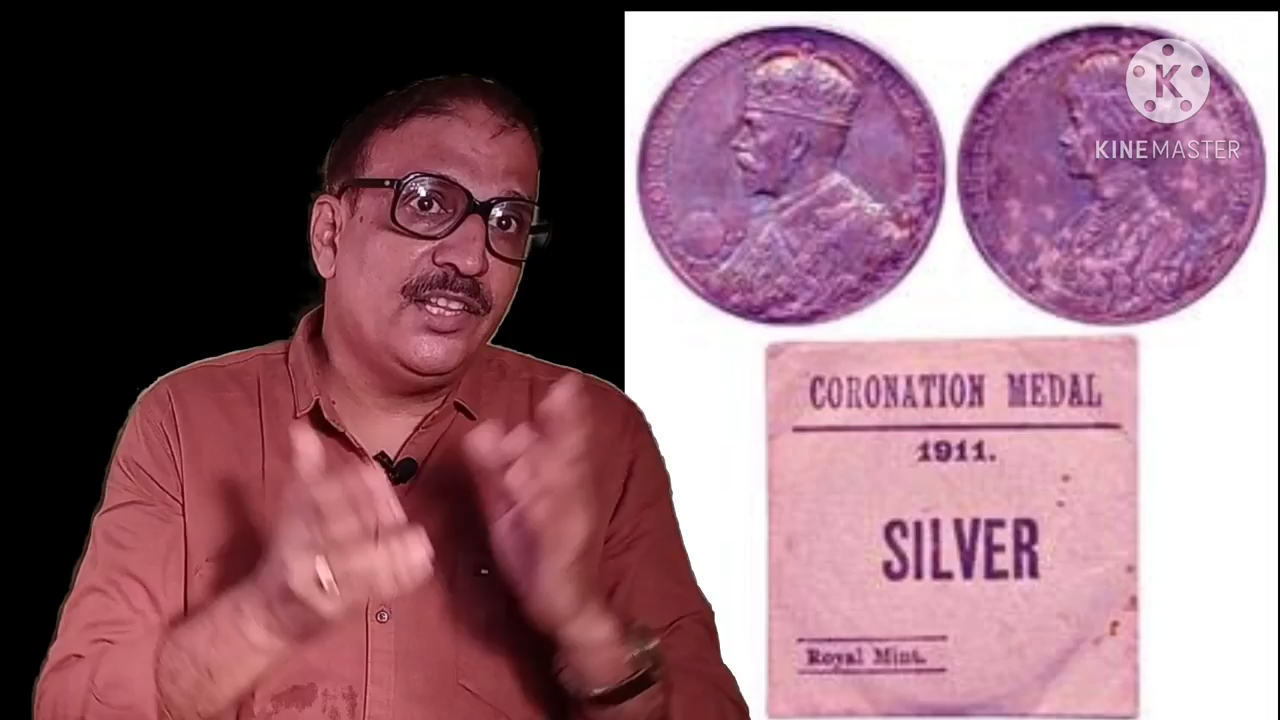 K
KINEMASTER
CORONATION MEDAL
1911.
SILVER
Royal Mint.